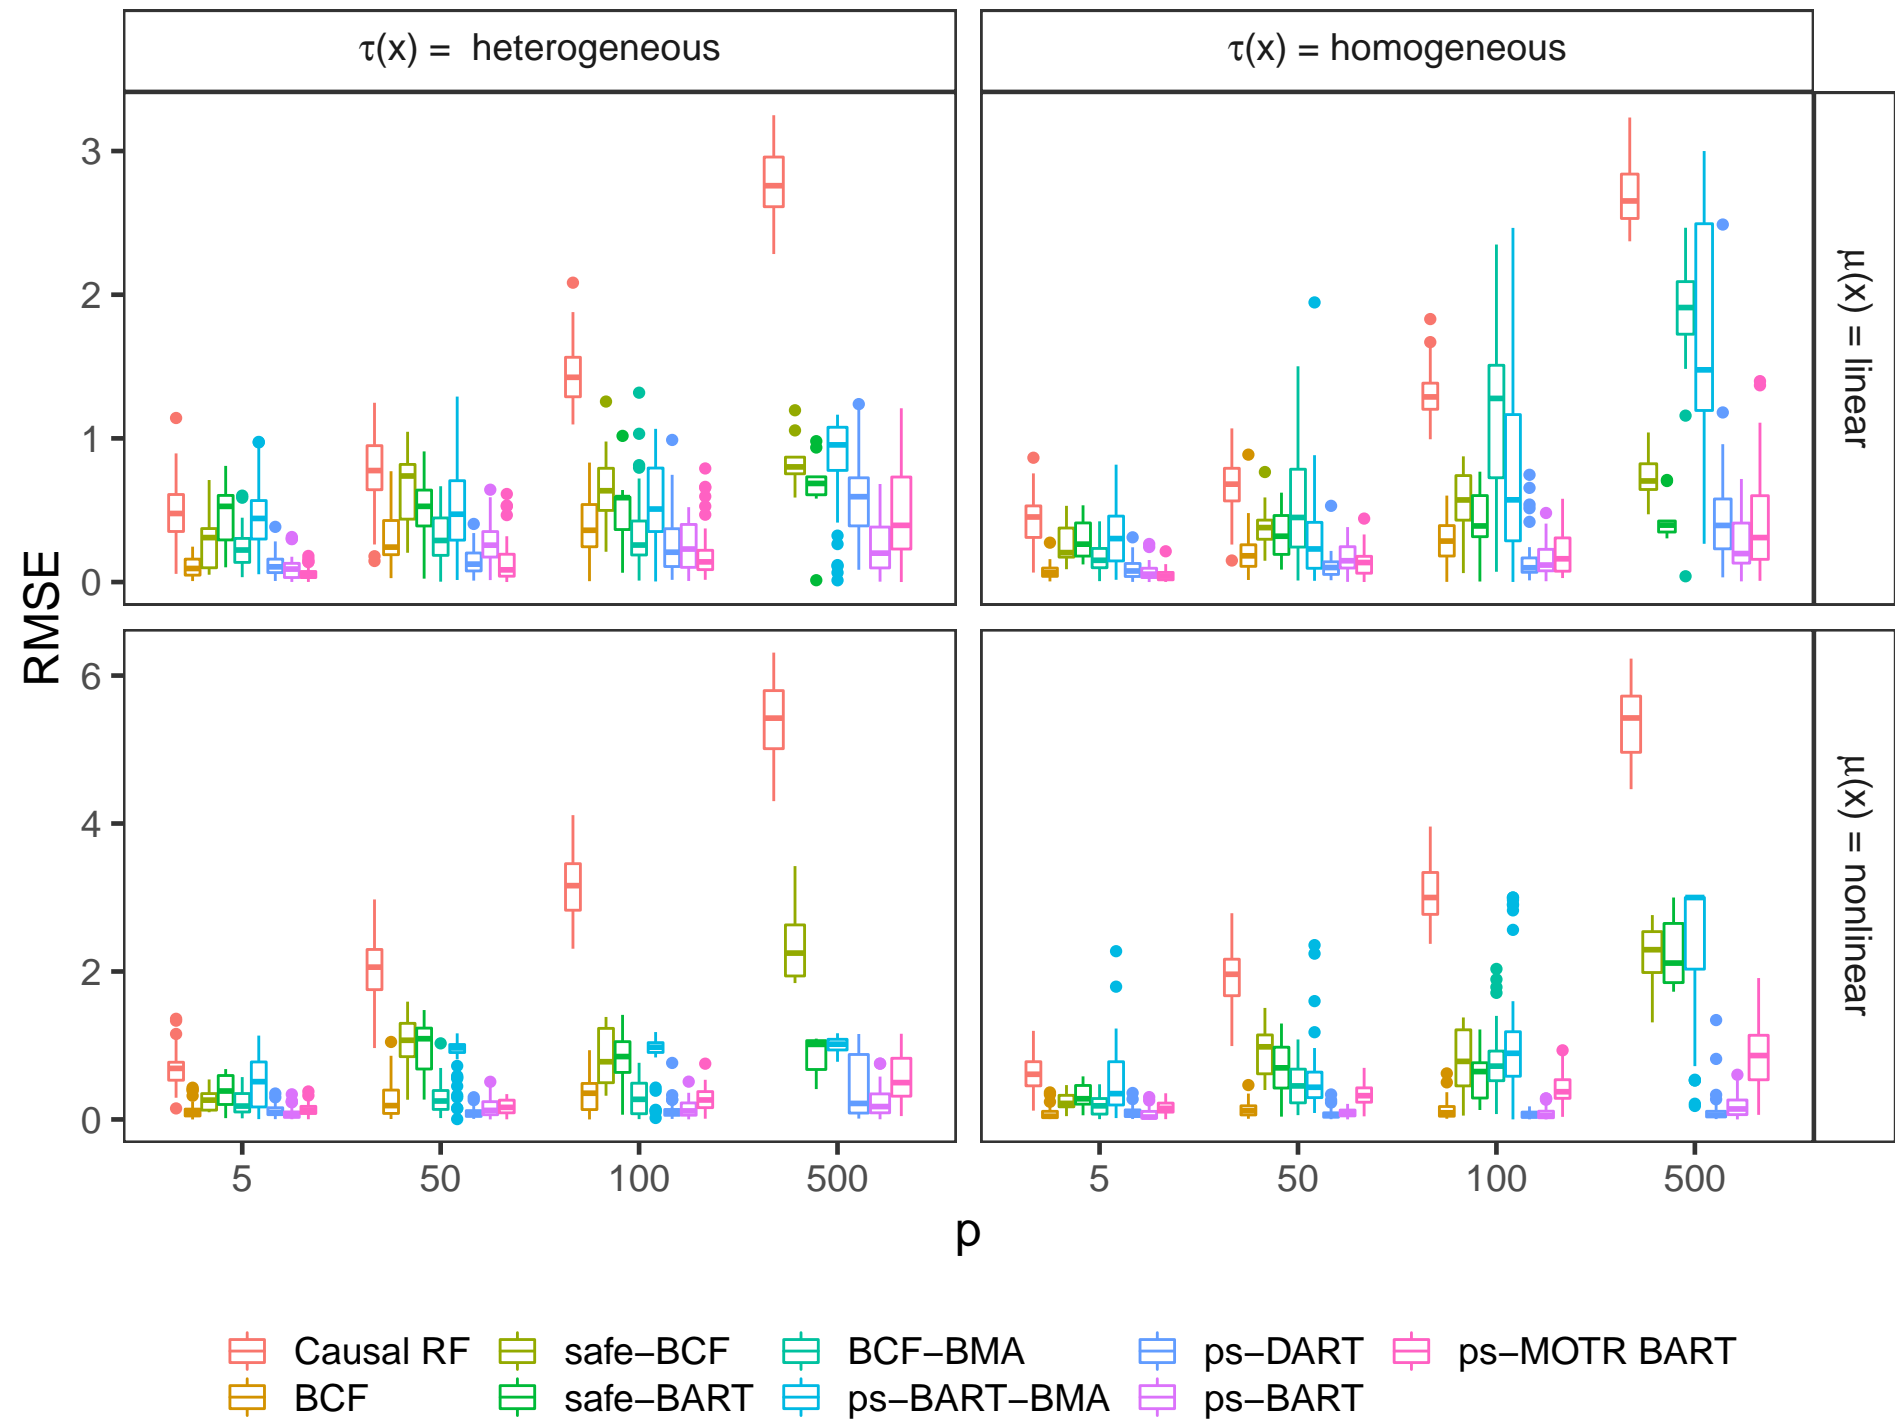 τ(x) = heterogeneous
τ(x) = homogeneous
3
2
1
0
μ(x) = linear
RMSE
6
4
2
0
μ(x) = nonlinear
5 50 100 500
5 50 100 500
p
Causal RF safe−BCF BCF−BMA ps−DART ps−MOTR BART
BCF safe−BART ps−BART−BMA ps−BART